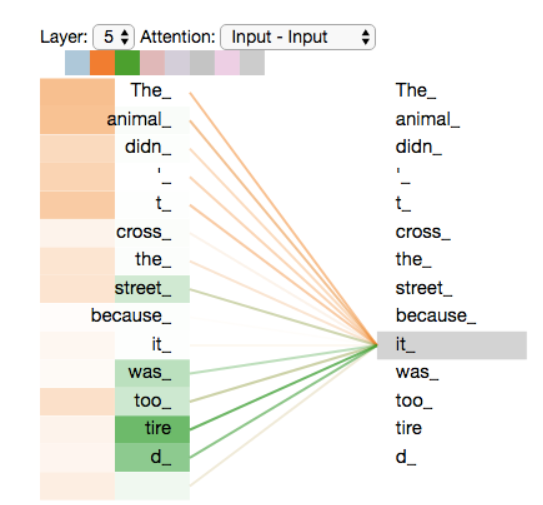 Layer: 5 Attention: Input - Input
The_ The_
animal_ animal_
didn_ didn_
'_ '_
t_ t_
cross_ cross_
the_ the_
street_ street_
because_ because_
it_ it_
was_ was_
too_ too_
tire tire
d_ d_